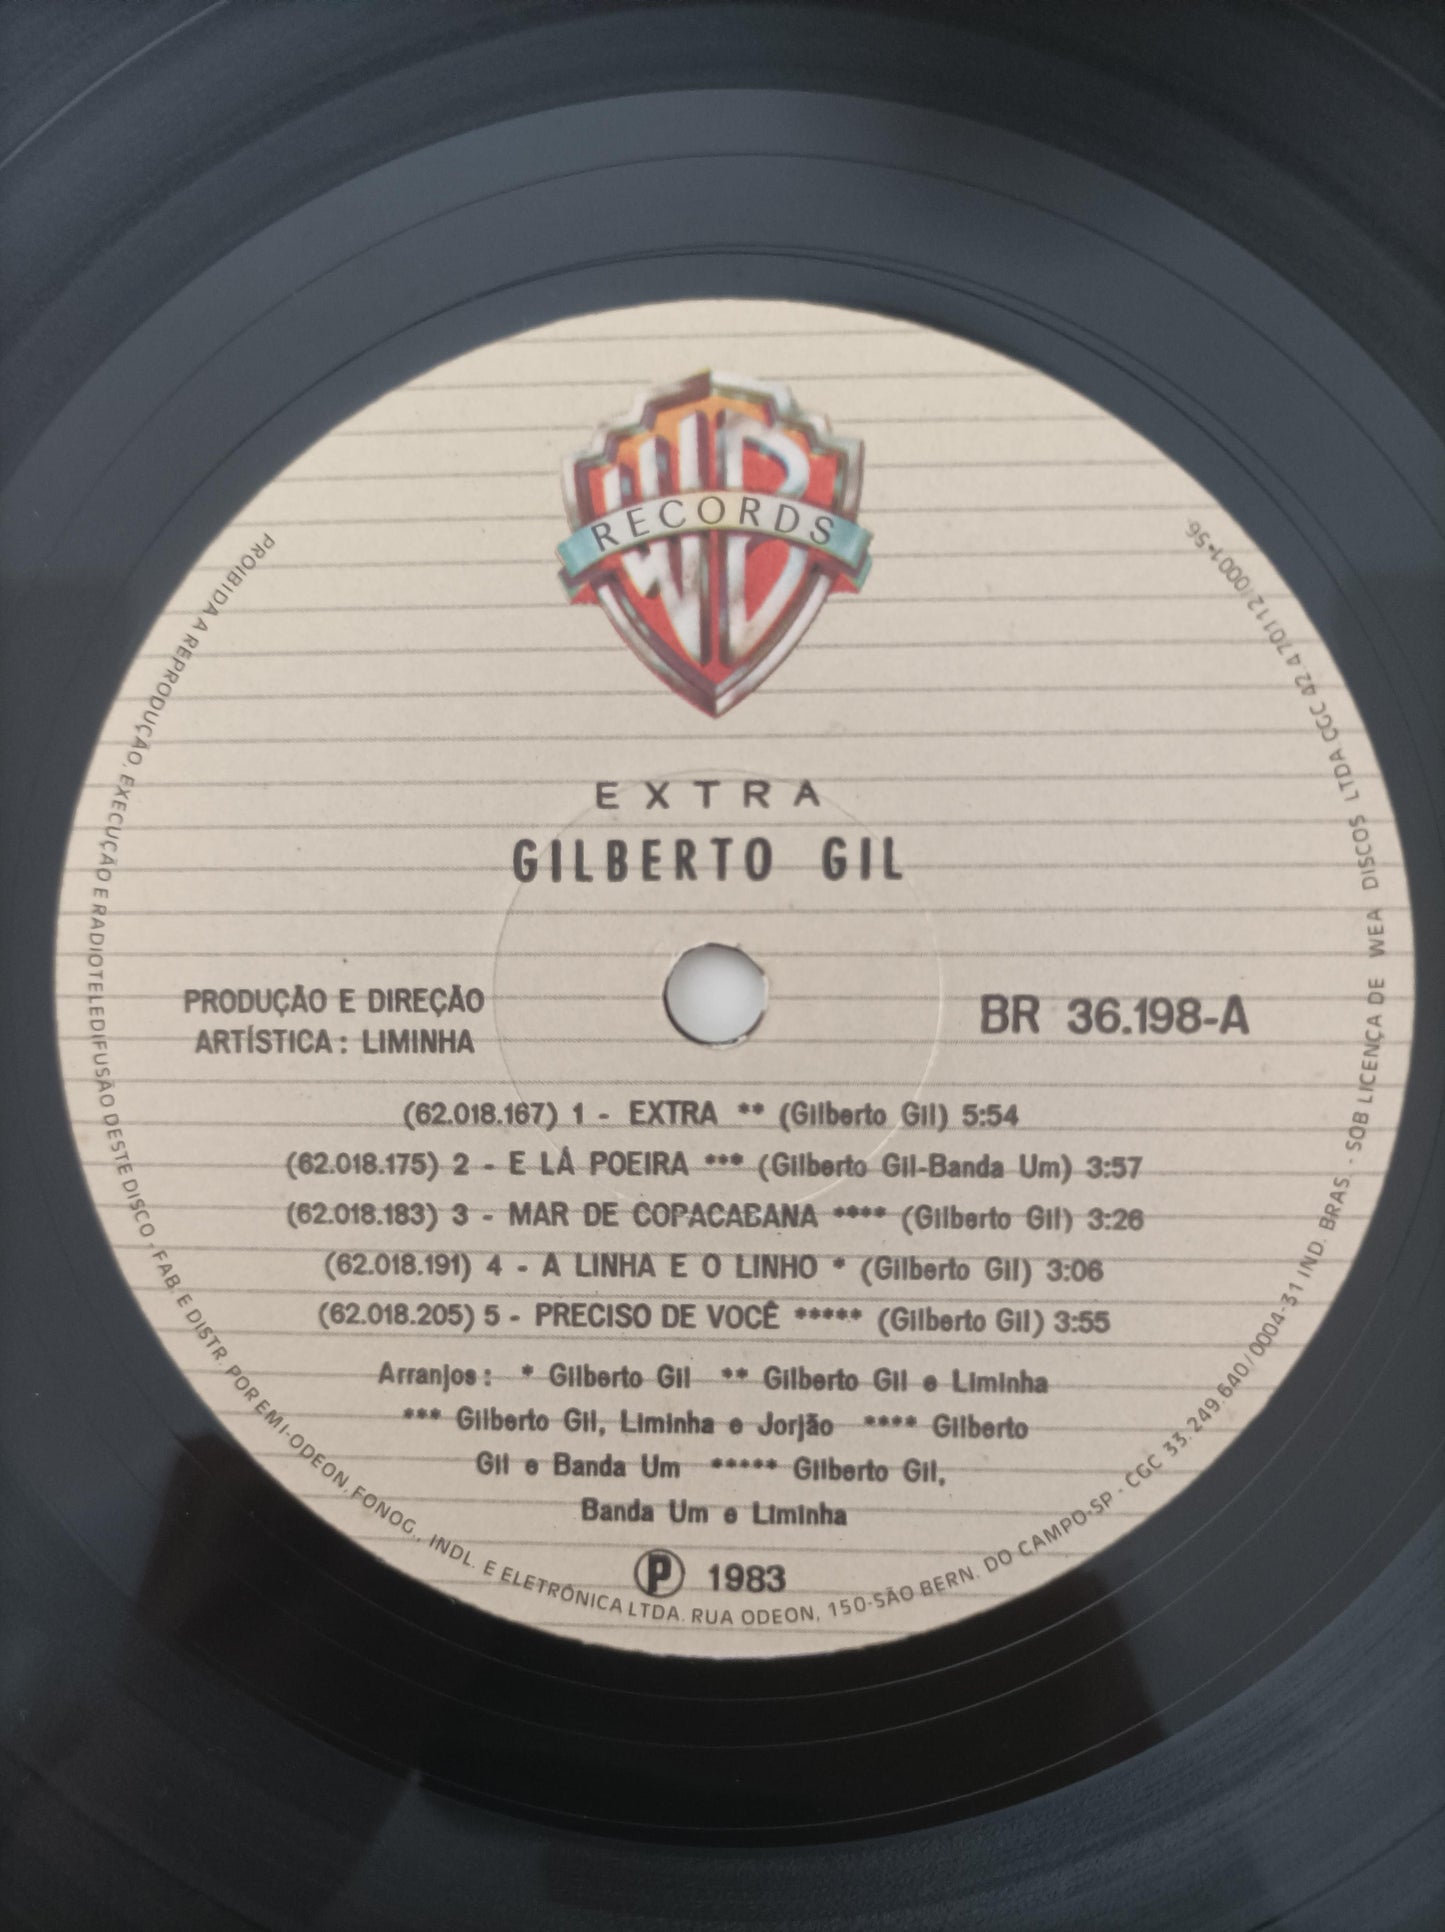 WB
RECORDS
EXTRA
GILBERTO GIL
PRODUÇÃO E DIREÇÃO
ARTÍSTICA: LIMINHA
BR 36.198-A
(62.018.167) 1 - EXTRA ** (Gilberto Gil) 5:54
(62.018.175) 2 - E LÁ POEIRA *** (Gilberto Gil-Banda Um) 3:57
(62.018.183) 3 - MAR DE COPACABANA **** (Gilberto Gil) 3:26
(62.018.191) 4 - A LINHA E O LINHO * (Gilberto Gil) 3:06
(62.018.205) 5 - PRECISO DE VOCÊ ***** (Gilberto Gil) 3:55
Arranjos: * Gilberto Gil ** Gilberto Gil e Liminha
*** Gilberto Gil, Liminha e Jorjão **** Gilberto
Gil e Banda Um ***** Gilberto Gil,
Banda Um e Liminha
Ⓟ 1983
PROIBIDA A REPRODUÇÃO, EXECUÇÃO E RADIOTELEDIFUSÃO DESTE DISCO - FAB. E DISTR. POR EMI-ODEON, FONOG., INDL. E ELETRÔNICA LTDA. RUA ODEON, 150-SÃO BERN. DO CAMPO-SP - CGC 33.249.640/0004-31 IND. BRAS. - SOB LICENÇA DE WEA DISCOS LTDA CGC 42.470112/0001-56